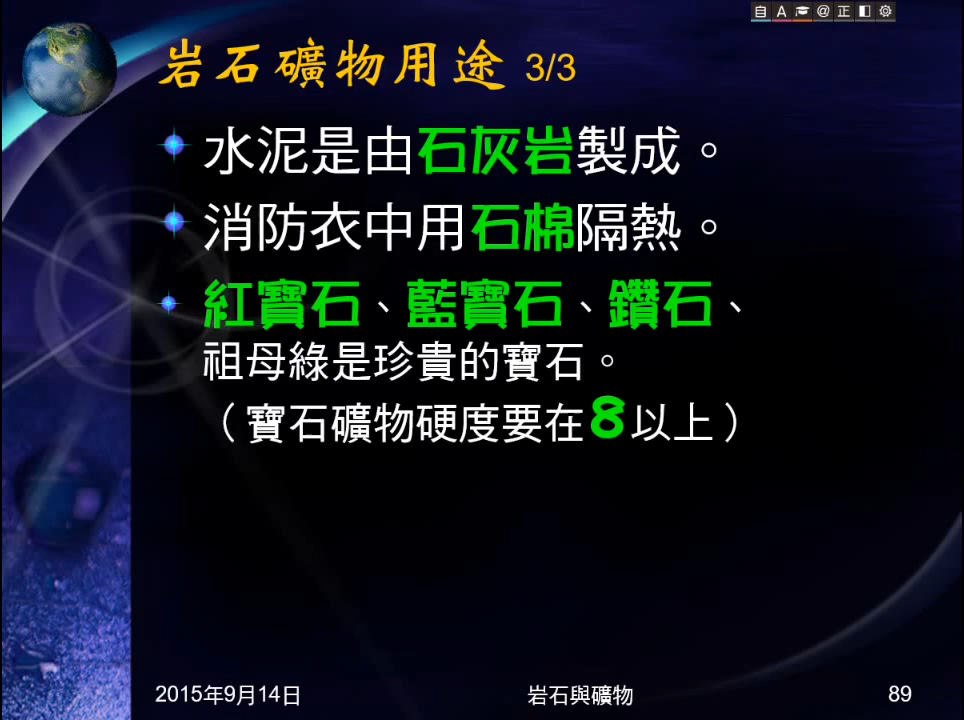 自 A @ 正
岩石礦物用途 3/3
水泥是由石灰岩製成。
消防衣中用石棉隔熱。
紅寶石、藍寶石、鑽石、
祖母綠是珍貴的寶石。
（寶石礦物硬度要在8以上）
2015年9月14日 岩石與礦物 89